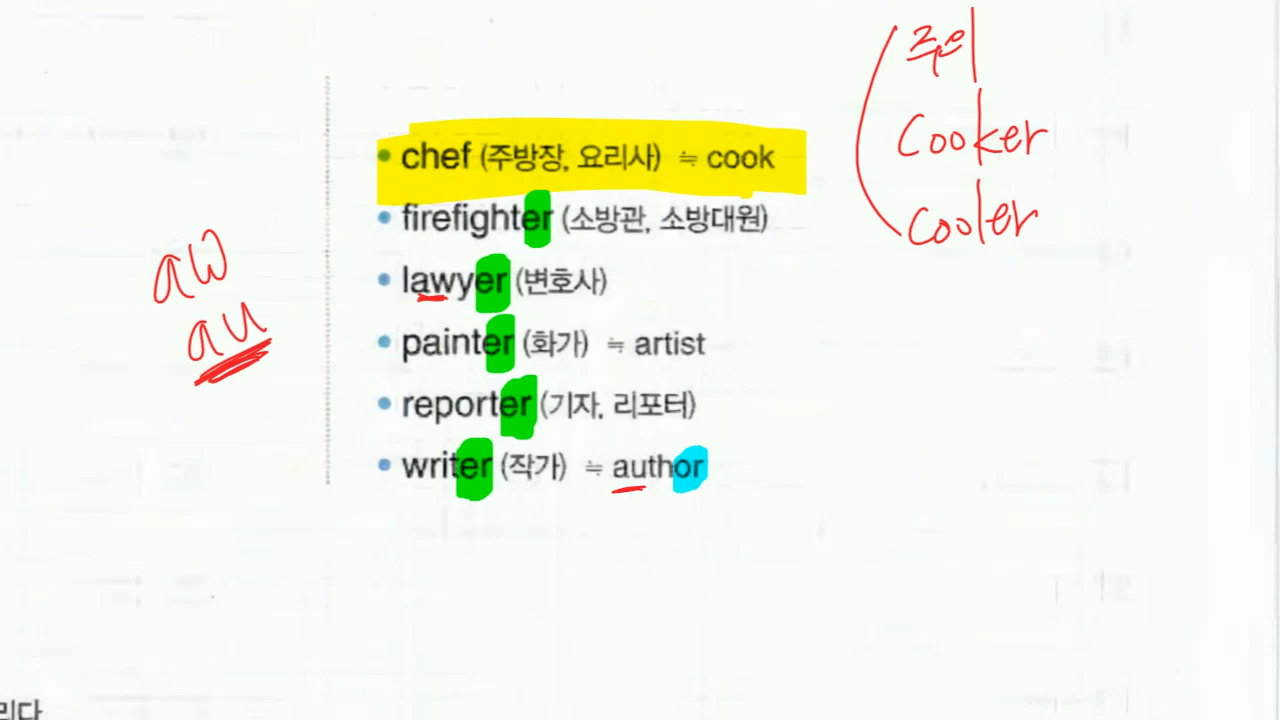 주의
cooker
cooler
• chef (주방장, 요리사) ≒ cook
• firefighter (소방관, 소방대원)
• lawyer (변호사)
• painter (화가) ≒ artist
• reporter (기자, 리포터)
• writer (작가) ≒ author
aw
au
리다